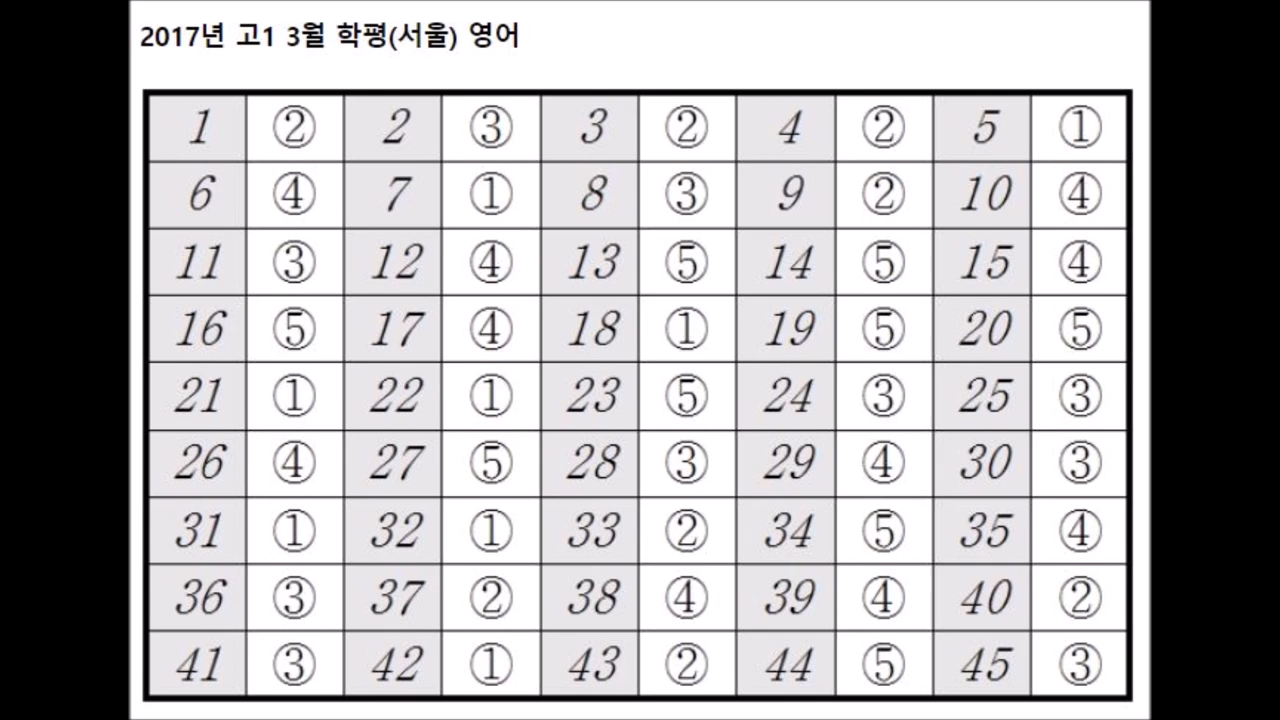 2017년 고1 3월 학평(서울) 영어
1 ② 2 ③ 3 ② 4 ② 5 ①
6 ④ 7 ① 8 ③ 9 ② 10 ④
11 ③ 12 ④ 13 ⑤ 14 ⑤ 15 ④
16 ⑤ 17 ④ 18 ① 19 ⑤ 20 ⑤
21 ① 22 ① 23 ⑤ 24 ③ 25 ③
26 ④ 27 ⑤ 28 ③ 29 ④ 30 ③
31 ① 32 ① 33 ② 34 ⑤ 35 ④
36 ③ 37 ② 38 ④ 39 ④ 40 ②
41 ③ 42 ① 43 ② 44 ⑤ 45 ③